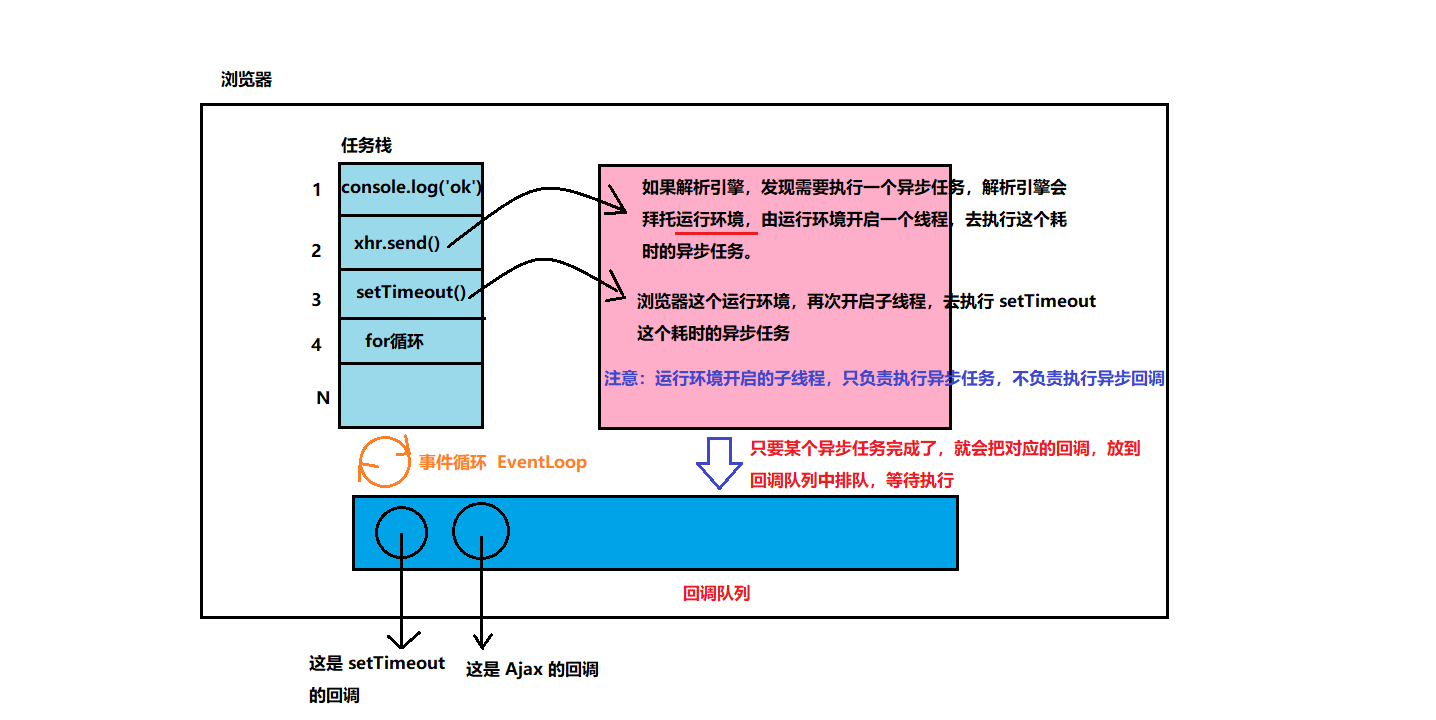 浏览器
任务栈
1
console.log('ok')
2
xhr.send()
3
setTimeout()
4
for循环
N
如果解析引擎，发现需要执行一个异步任务，解析引擎会
拜托运行环境，由运行环境开启一个线程，去执行这个耗
时的异步任务。
浏览器这个运行环境，再次开启子线程，去执行 setTimeout
这个耗时的异步任务
注意：运行环境开启的子线程，只负责执行异步任务，不负责执行异步回调
事件循环 EventLoop
只要某个异步任务完成了，就会把对应的回调，放到
回调队列中排队，等待执行
回调队列
这是 setTimeout
的回调
这是 Ajax 的回调